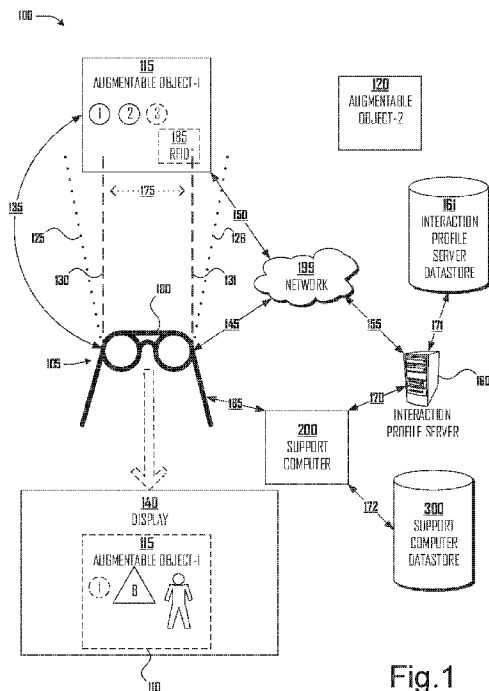 100
115
AUGMENTABLE
OBJECT-1
1 2 3
185
RFID
120
AUGMENTABLE
OBJECT-2
135
175
125
126
150
161
INTERACTION
PROFILE
SERVER
DATASTORE
130
131
199
NETWORK
180
145
155
171
105
160
INTERACTION
PROFILE SERVER
165
170
200
SUPPORT
COMPUTER
172
300
SUPPORT
COMPUTER
DATASTORE
140
DISPLAY
115
AUGMENTABLE
OBJECT-1
1 B
110
Fig.1